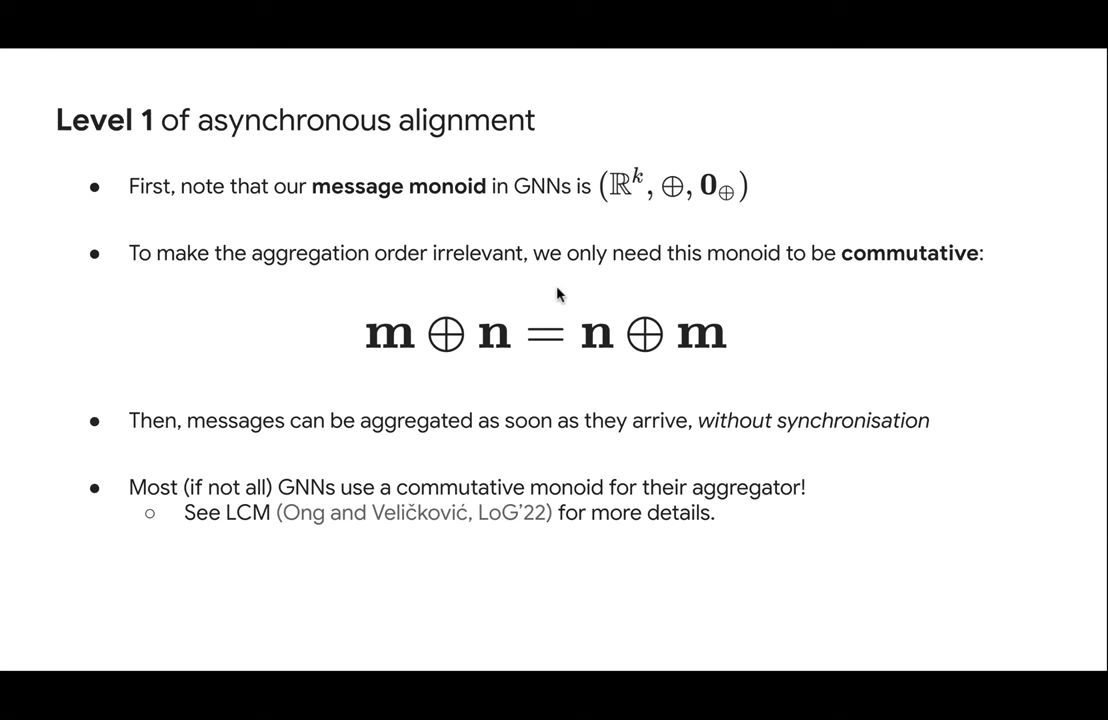 Level 1 of asynchronous alignment
● First, note that our message monoid in GNNs is (ℝᵏ, ⊕, 𝟎⊕)
● To make the aggregation order irrelevant, we only need this monoid to be commutative:
m ⊕ n = n ⊕ m
● Then, messages can be aggregated as soon as they arrive, without synchronisation
● Most (if not all) GNNs use a commutative monoid for their aggregator!
○ See LCM (Ong and Veličković, LoG’22) for more details.